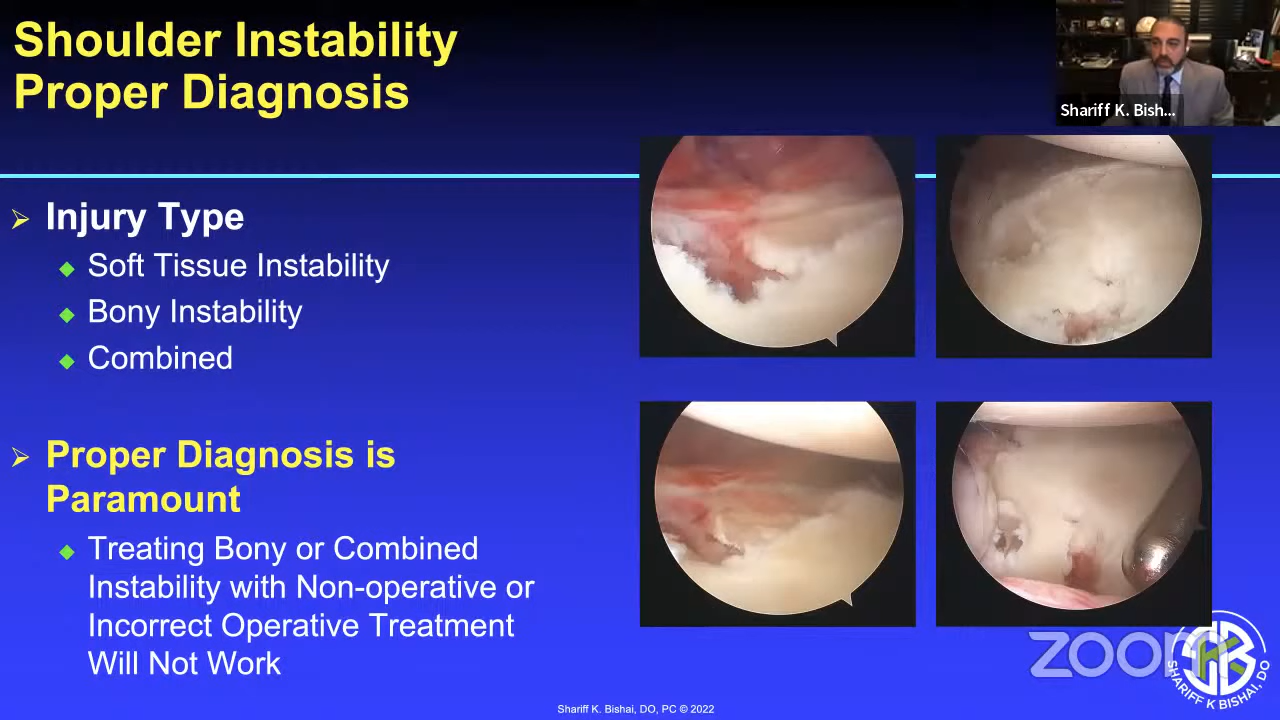 Shoulder Instability
Proper Diagnosis
Shariff K. Bish...
Injury Type
Soft Tissue Instability
Bony Instability
Combined
Proper Diagnosis is
Paramount
Treating Bony or Combined
Instability with Non-operative or
Incorrect Operative Treatment
Will Not Work
zoom
SKB
SHARIFF K BISHAI, DO
Shariff K. Bishai, DO, PC © 2022